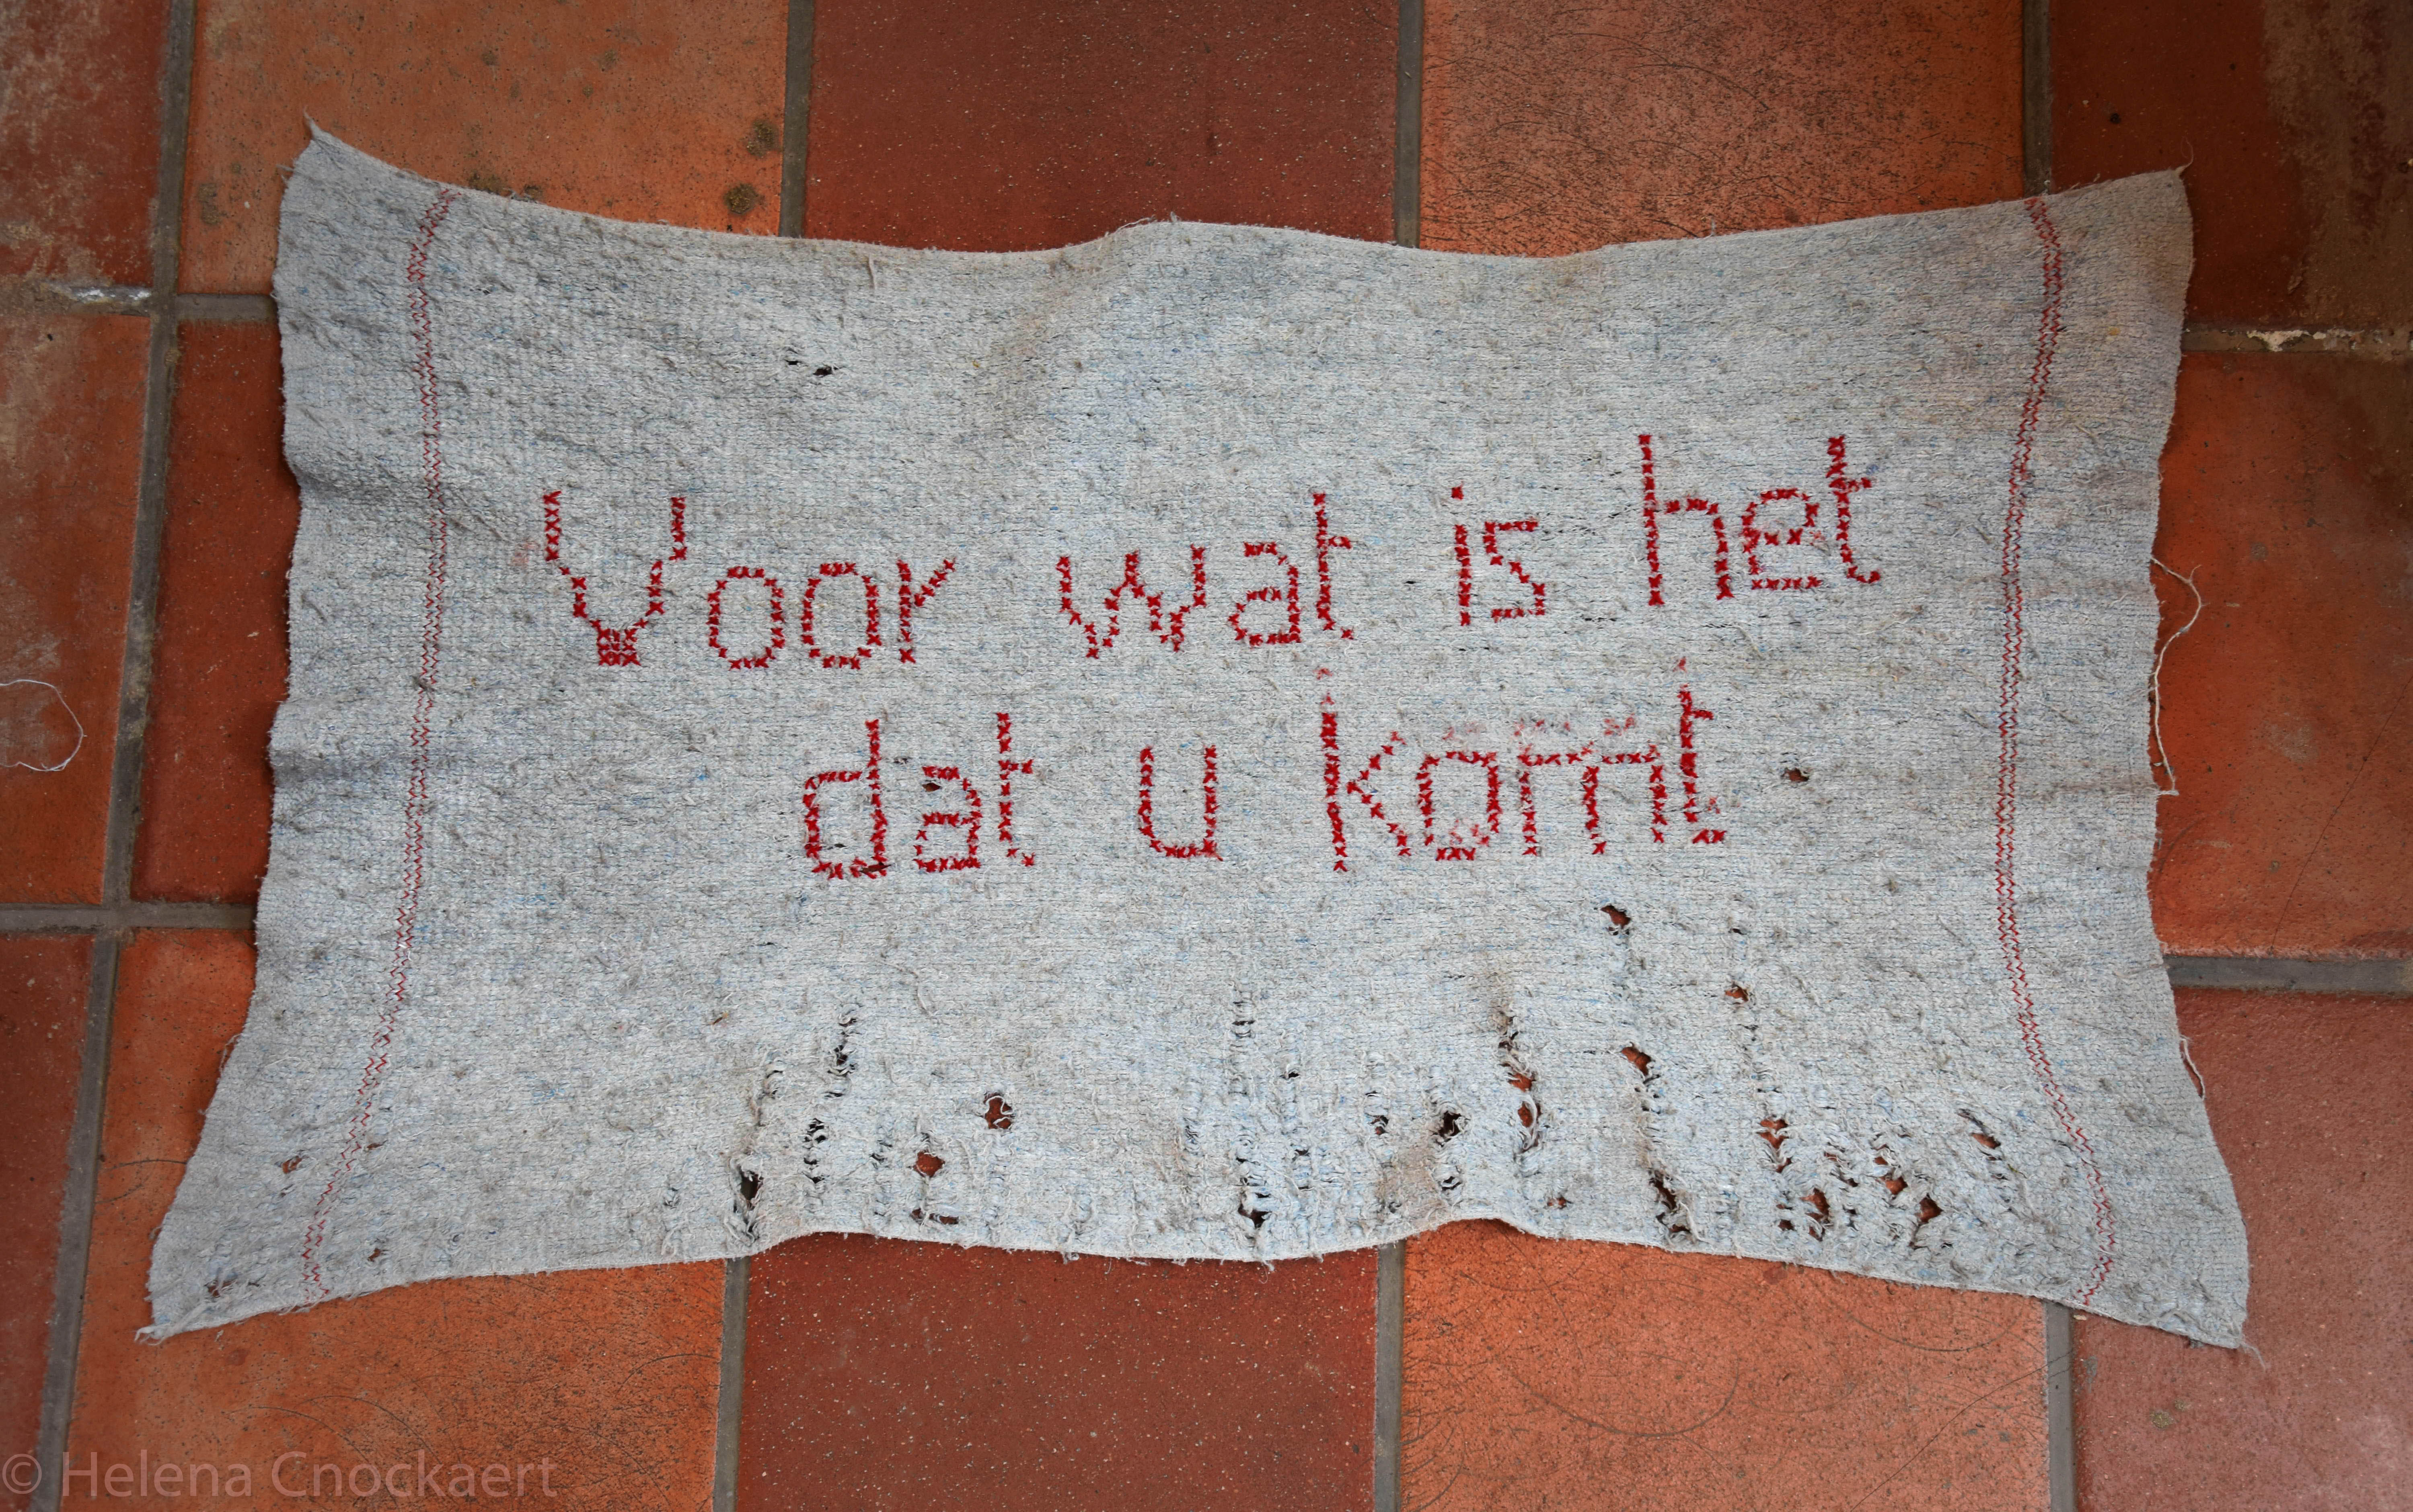 Voor wat is het
dat u komt
© Helena Cnockaert